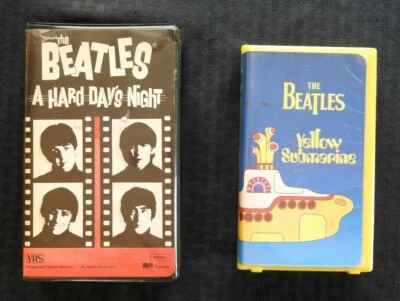 the
BEATLES
A HARD DAY'S NIGHT
VHS
THE
BEATLES
Yellow
Submarine